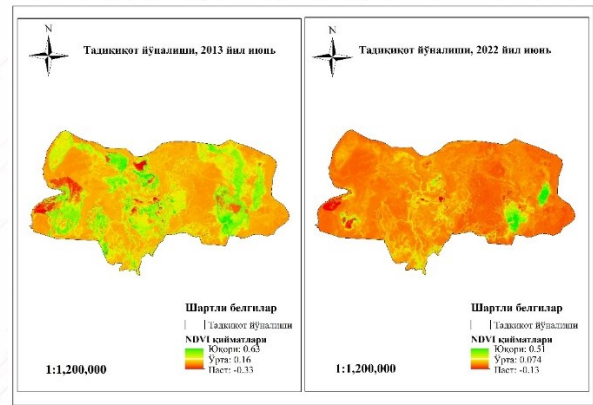 N
Тадқиқот йўналиши, 2013 йил июнь
Шартли белгилар
Тадқиқот йўналиши
NDVI қийматлари
Юқори: 0.63
Ўрта: 0.16
Паст: -0.33
1:1,200,000
N
Тадқиқот йўналиши, 2022 йил июнь
Шартли белгилар
Тадқиқот йўналиши
NDVI қийматлари
Юқори: 0.51
Ўрта: 0.074
Паст: -0.13
1:1,200,000